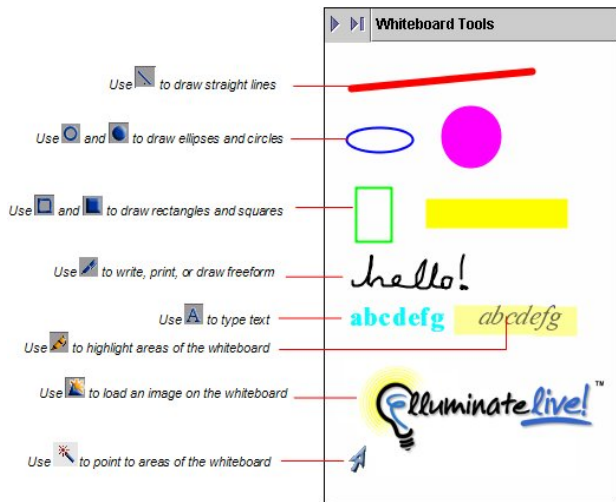 Whiteboard Tools
Use to draw straight lines
Use and to draw ellipses and circles
Use and to draw rectangles and squares
Use to write, print, or draw freeform
hello!
Use A to type text
abcdefg abcdefg
Use to highlight areas of the whiteboard
Use to load an image on the whiteboard
elluminate live! ™
Use to point to areas of the whiteboard